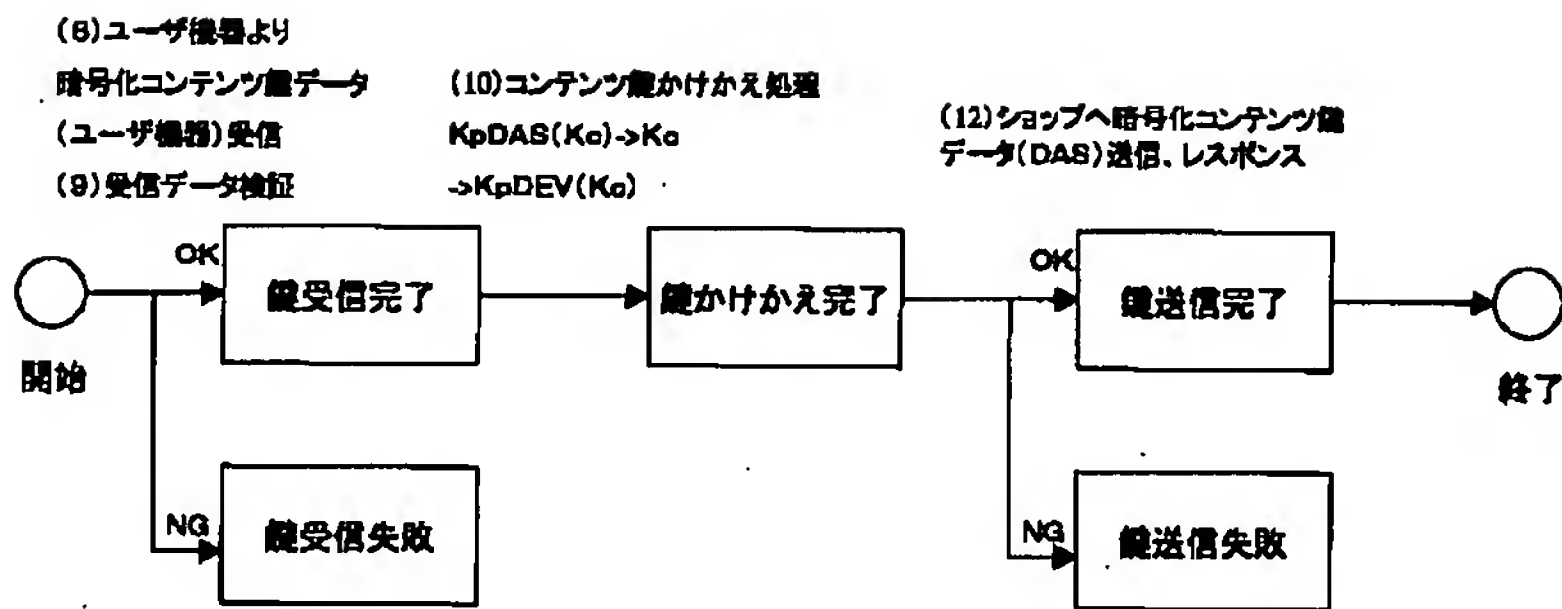 (8)ユーザ機器より
暗号化コンテンツ鍵データ
(ユーザ機器)受信
(9)受信データ検証
(10)コンテンツ鍵かけかえ処理
KpDAS(Kc)->Kc
->KpDEV(Kc)
(12)ショップへ暗号化コンテンツ鍵
データ(DAS)送信、レスポンス
開始
OK
鍵受信完了
鍵かけかえ完了
OK
鍵送信完了
終了
NG
鍵受信失敗
NG
鍵送信失敗